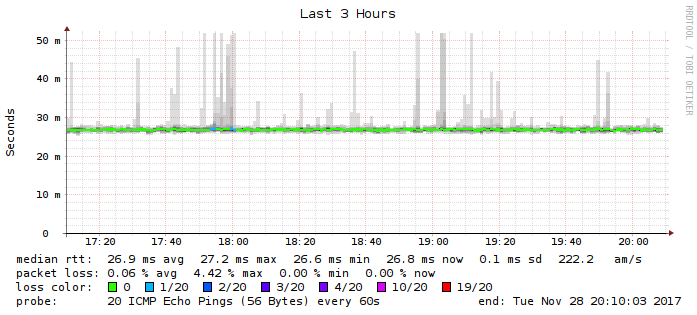 Last 3 Hours
RRDTOOL / TOBI OETIKER
Seconds
50 m
40 m
30 m
20 m
10 m
0
17:20 17:40 18:00 18:20 18:40 19:00 19:20 19:40 20:00
median rtt: 26.9 ms avg 27.2 ms max 26.6 ms min 26.8 ms now 0.1 ms sd 222.2 am/s
packet loss: 0.06 % avg 4.42 % max 0.00 % min 0.00 % now
loss color: 0 1/20 2/20 3/20 4/20 10/20 19/20
probe: 20 ICMP Echo Pings (56 Bytes) every 60s end: Tue Nov 28 20:10:03 2017